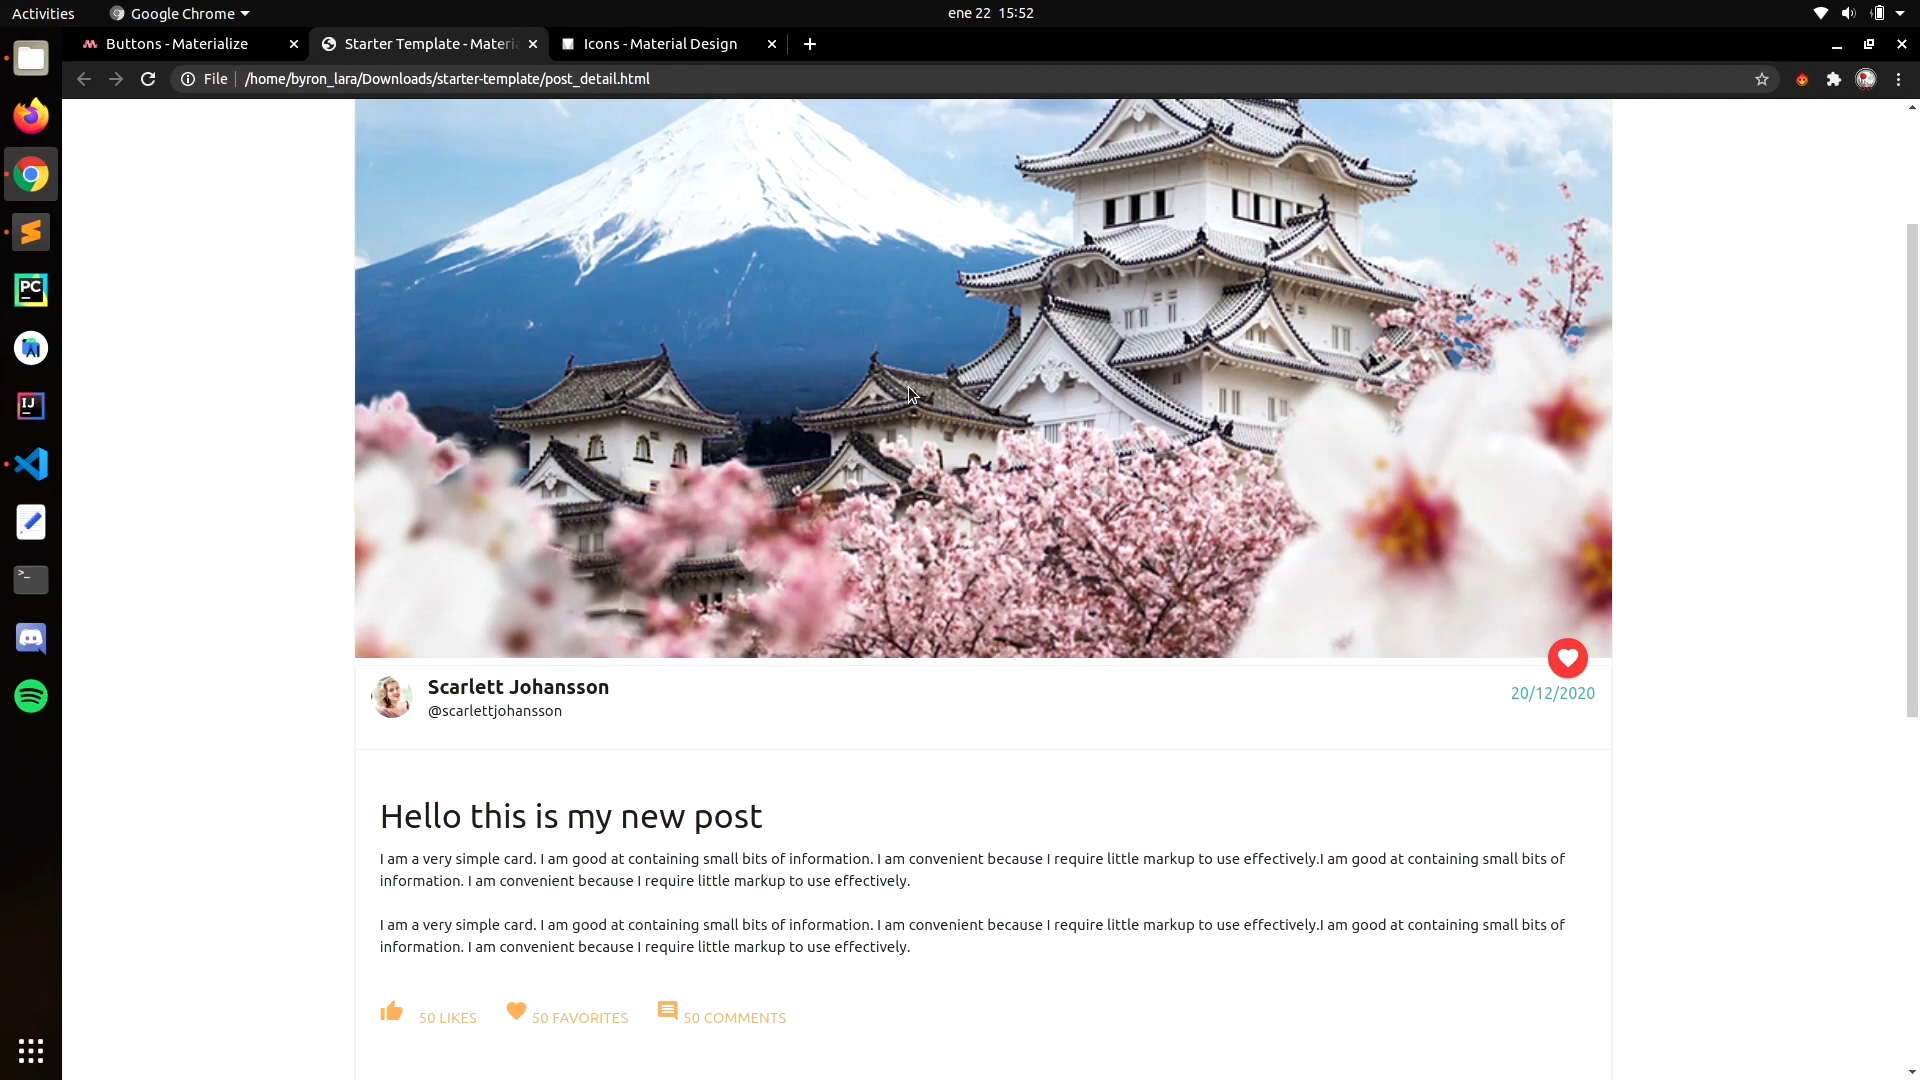 Activities
Google Chrome
ene 22 15:52
Buttons - Materialize
Starter Template - Materi
Icons - Material Design
File
/home/byron_lara/Downloads/starter-template/post_detail.html
PC
IJ
>_
Scarlett Johansson
@scarlettjohansson
20/12/2020
Hello this is my new post
I am a very simple card. I am good at containing small bits of information. I am convenient because I require little markup to use effectively.I am good at containing small bits of
information. I am convenient because I require little markup to use effectively.
I am a very simple card. I am good at containing small bits of information. I am convenient because I require little markup to use effectively.I am good at containing small bits of
information. I am convenient because I require little markup to use effectively.
50 LIKES
50 FAVORITES
50 COMMENTS